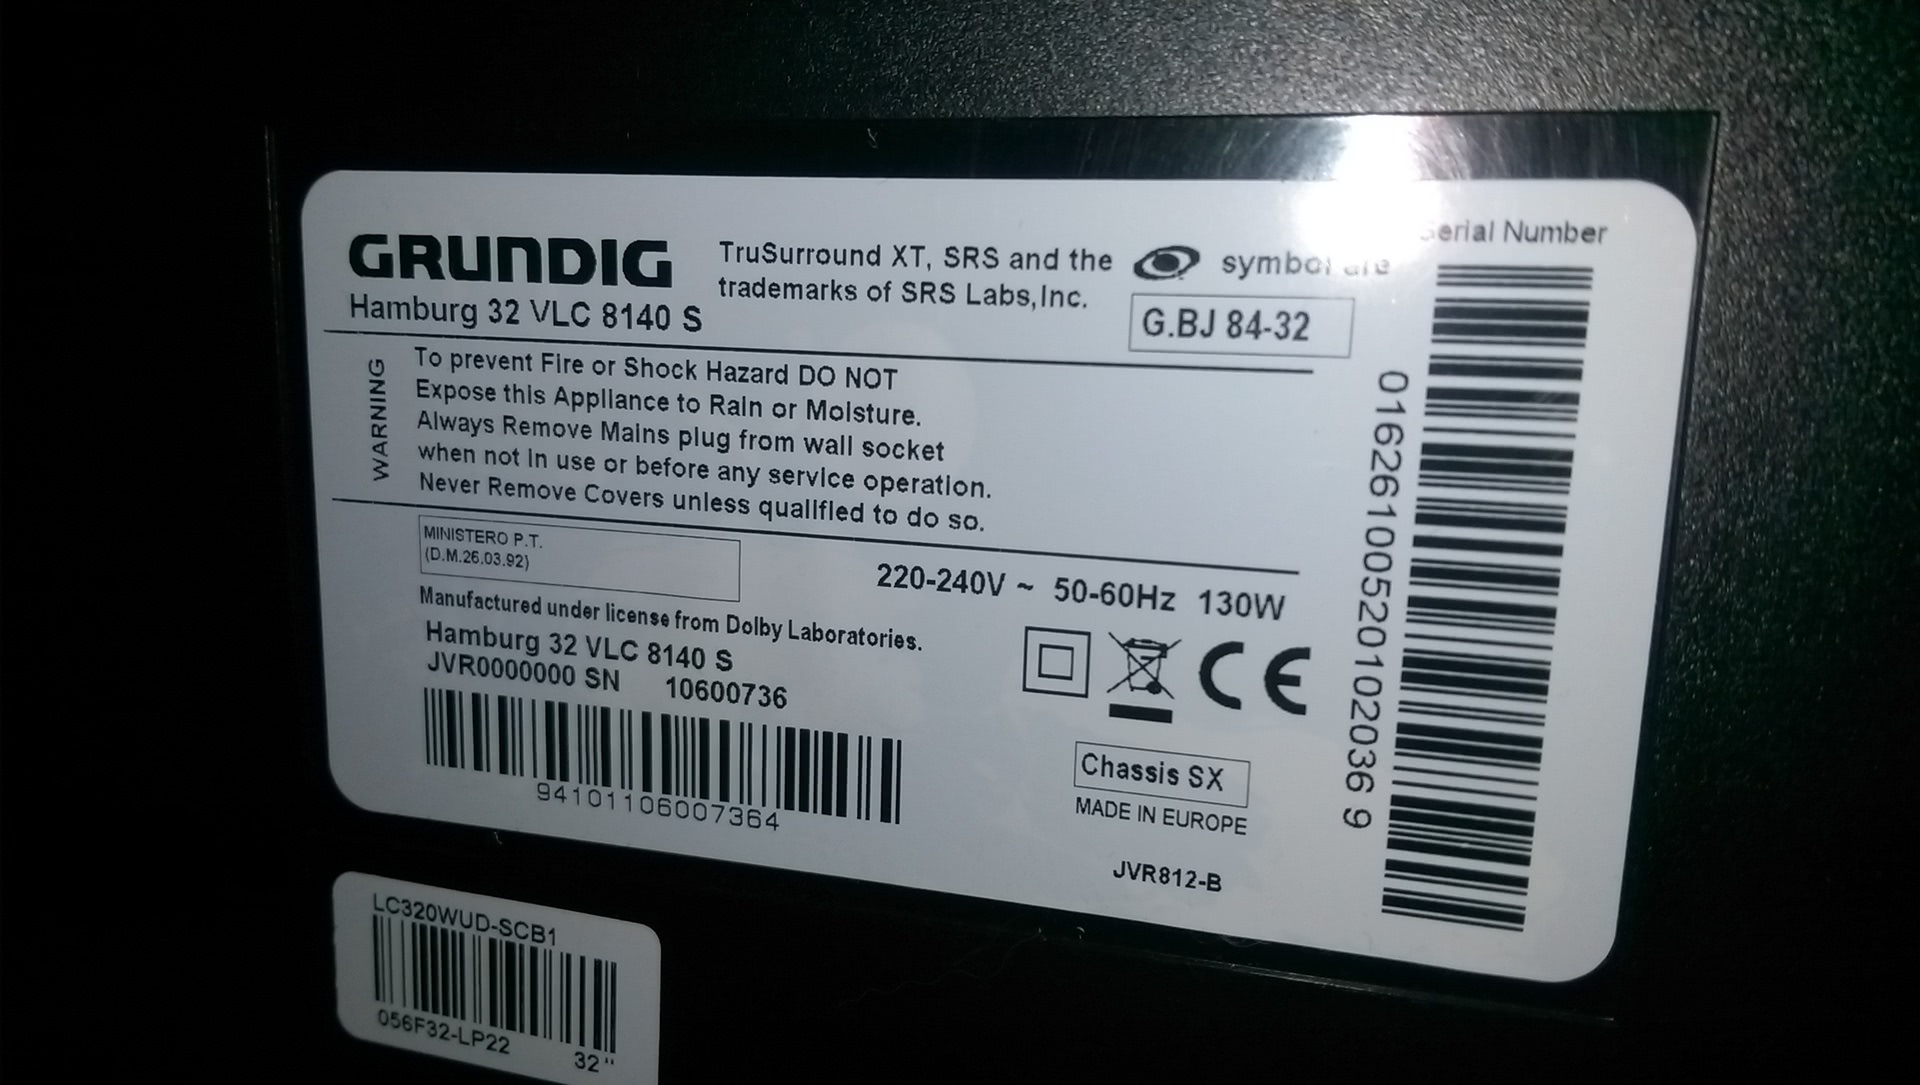 GRUNDIG
Hamburg 32 VLC 8140 S
TruSurround XT, SRS and the symbol are
trademarks of SRS Labs,Inc.
G.BJ 84-32
Serial Number
WARNING
To prevent Fire or Shock Hazard DO NOT
Expose this Appliance to Rain or Moisture.
Always Remove Mains plug from wall socket
when not in use or before any service operation.
Never Remove Covers unless qualified to do so.
MINISTERO P.T.
(D.M.26.03.92)
220-240V ~ 50-60Hz 130W
Manufactured under license from Dolby Laboratories.
Hamburg 32 VLC 8140 S
JVR0000000 SN 10600736
94101106007364
CE
Chassis SX
MADE IN EUROPE
JVR812-B
01626100520102036 9
LC320WUD-SCB1
056F32-LP22
32"